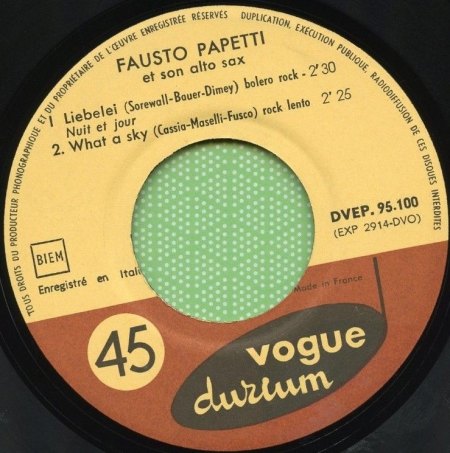 TOUS DROITS DU PRODUCTEUR PHONOGRAPHIQUE ET DU PROPRIÉTAIRE DE L'ŒUVRE ENREGISTRÉE RÉSERVÉS DUPLICATION, EXÉCUTION PUBLIQUE, RADIODIFFUSION DE CES DISQUES INTERDITES
FAUSTO PAPETTI
et son alto sax
1. Liebelei (Sorewall-Bauer-Dimey) bolero rock - 2'30
Nuit et jour
2. What a sky (Cassia-Maselli-Fusco) rock lento 2'25
DVEP. 95.100
(EXP 2914-DVO)
BIEM
Enregistré en Itali
Made in France
45
vogue
durium